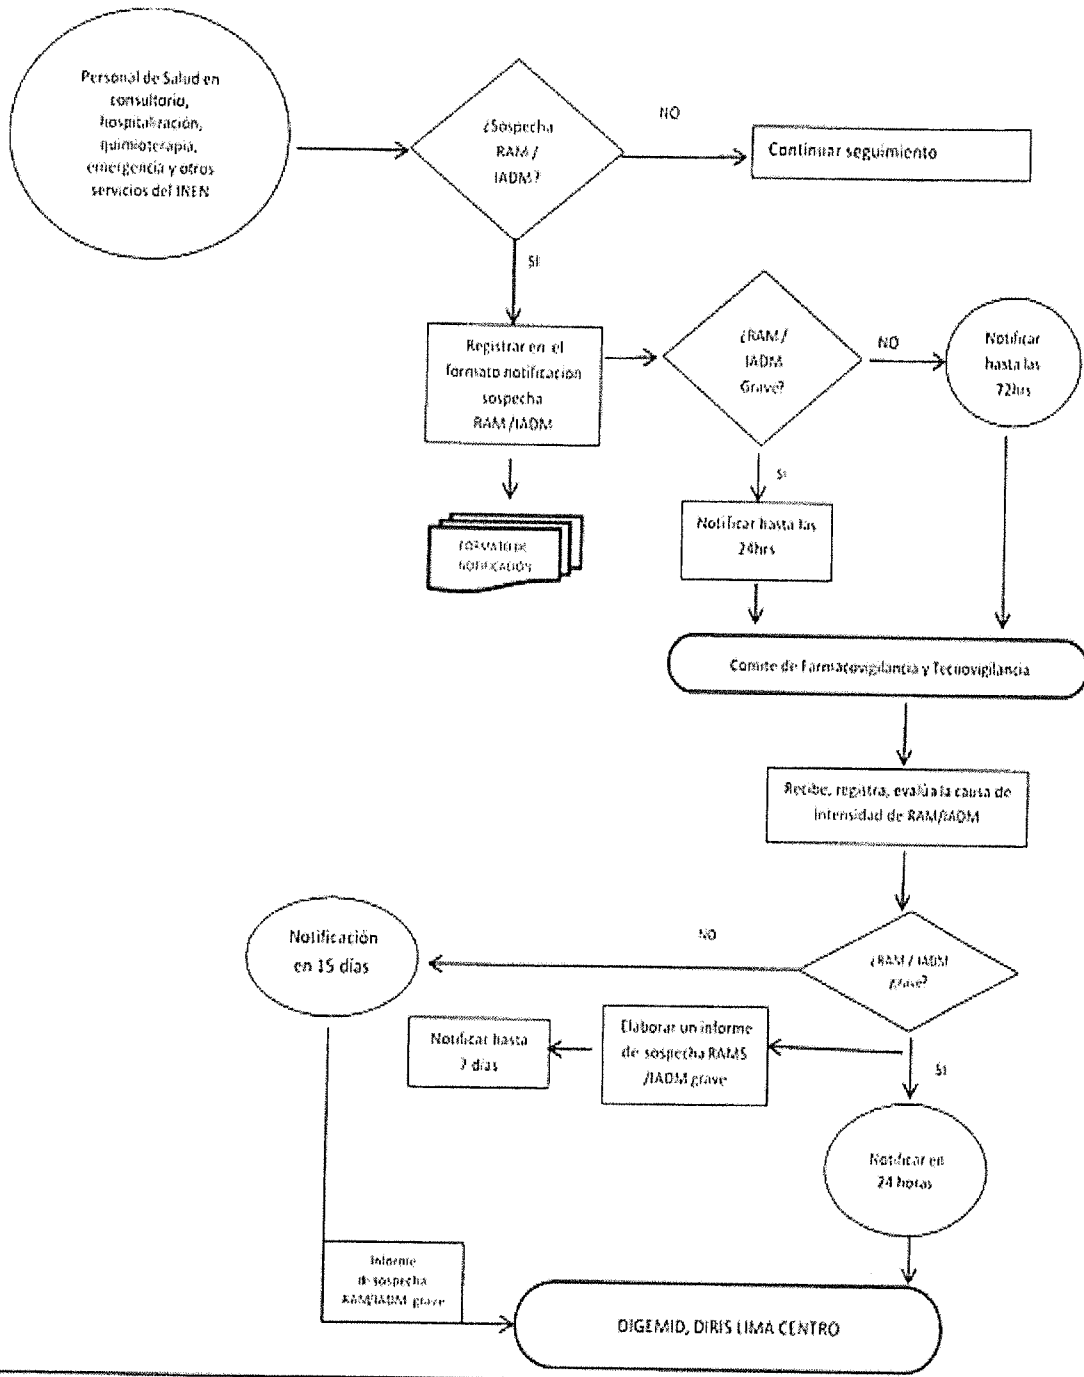 Personal de Salud en
consultorio,
hospitalización,
quimioterapia,
emergencia y otros
servicios del INEN
¿Sospecha
RAM /
IADM?
NO
Continuar seguimiento
SI
Registrar en el
formato notificación
sospecha
RAM /IADM
¿RAM /
IADM
Grave?
NO
Notificar
hasta las
72hrs
SI
Notificar hasta las
24hrs
FORMATO DE
NOTIFICACIÓN
Comite de Farmacovigilancia y Tecnovigilancia
Recibe, registra, evalúa la causa de
intensidad de RAM/IADM
¿RAM / IADM
grave?
NO
Notificación
en 15 días
Elaborar un informe
de sospecha RAMS
/IADM grave
Notificar hasta
7 días
SI
Notificar en
24 horas
Informe
de sospecha
RAM/IADM grave
DIGEMID, DIRIS LIMA CENTRO